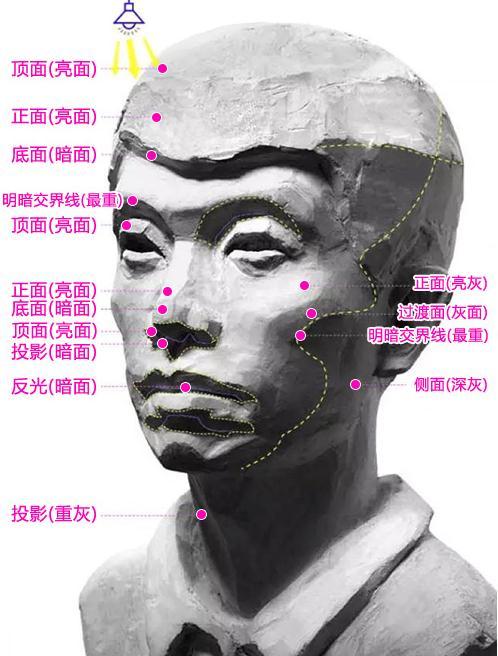 顶面(亮面)
正面(亮面)
底面(暗面)
明暗交界线(最重)
顶面(亮面)
正面(亮面)
底面(暗面)
顶面(亮面)
投影(暗面)
反光(暗面)
投影(重灰)
正面(亮灰)
过渡面(灰面)
明暗交界线(最重)
侧面(深灰)